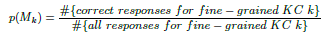 p(M_k) = #{correct responses for fine − grained KC k} / #{all responses for fine − grained KC k}